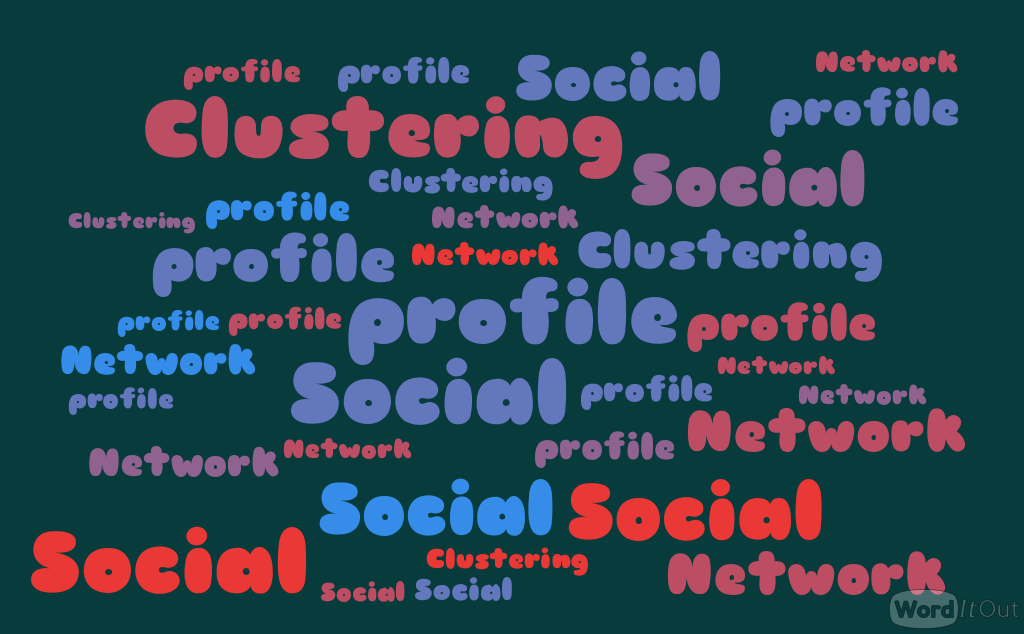 profile profile Social Network
Clustering profile
Clustering Social
Clustering profile Network
profile Network Clustering
profile profile profile profile
Network Social Network
profile profile Network
Network Network profile Network
Social Social
Social Clustering Network
Social Social
WordItOut